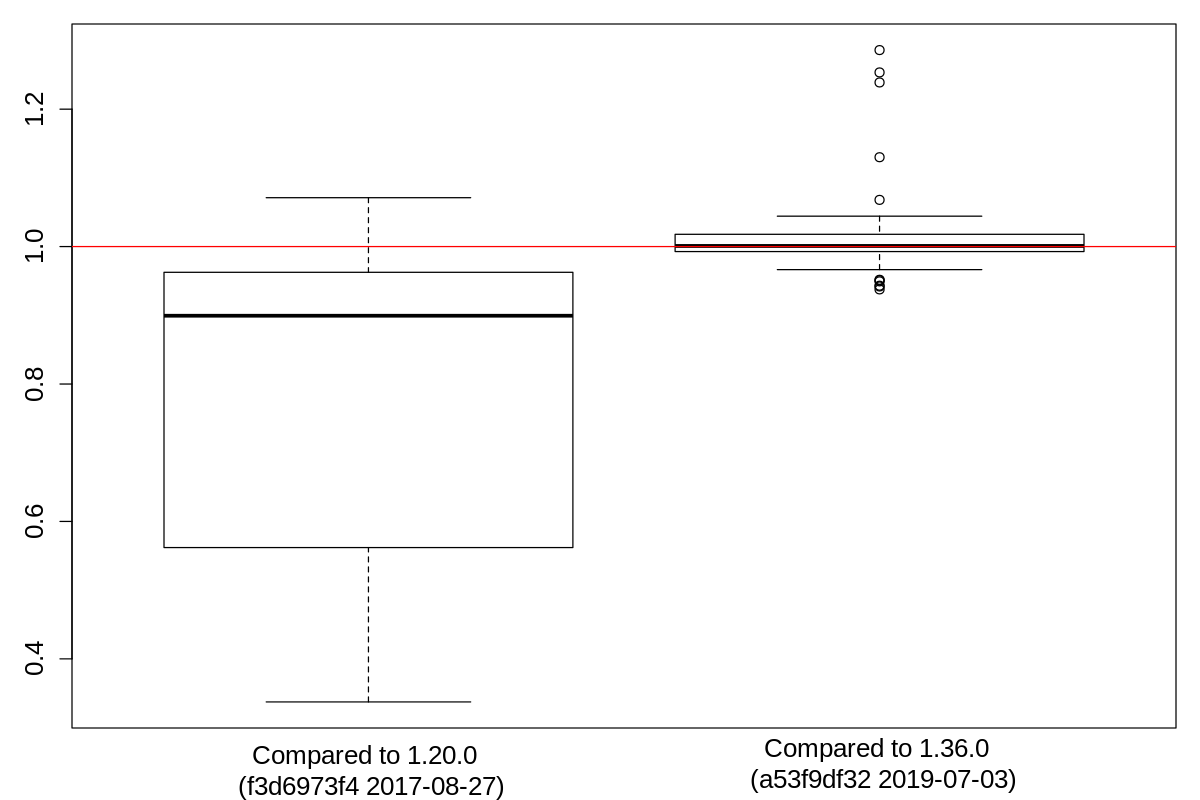 1.2
1.0
0.8
0.6
0.4
Compared to 1.20.0
(f3d6973f4 2017-08-27)
Compared to 1.36.0
(a53f9df32 2019-07-03)